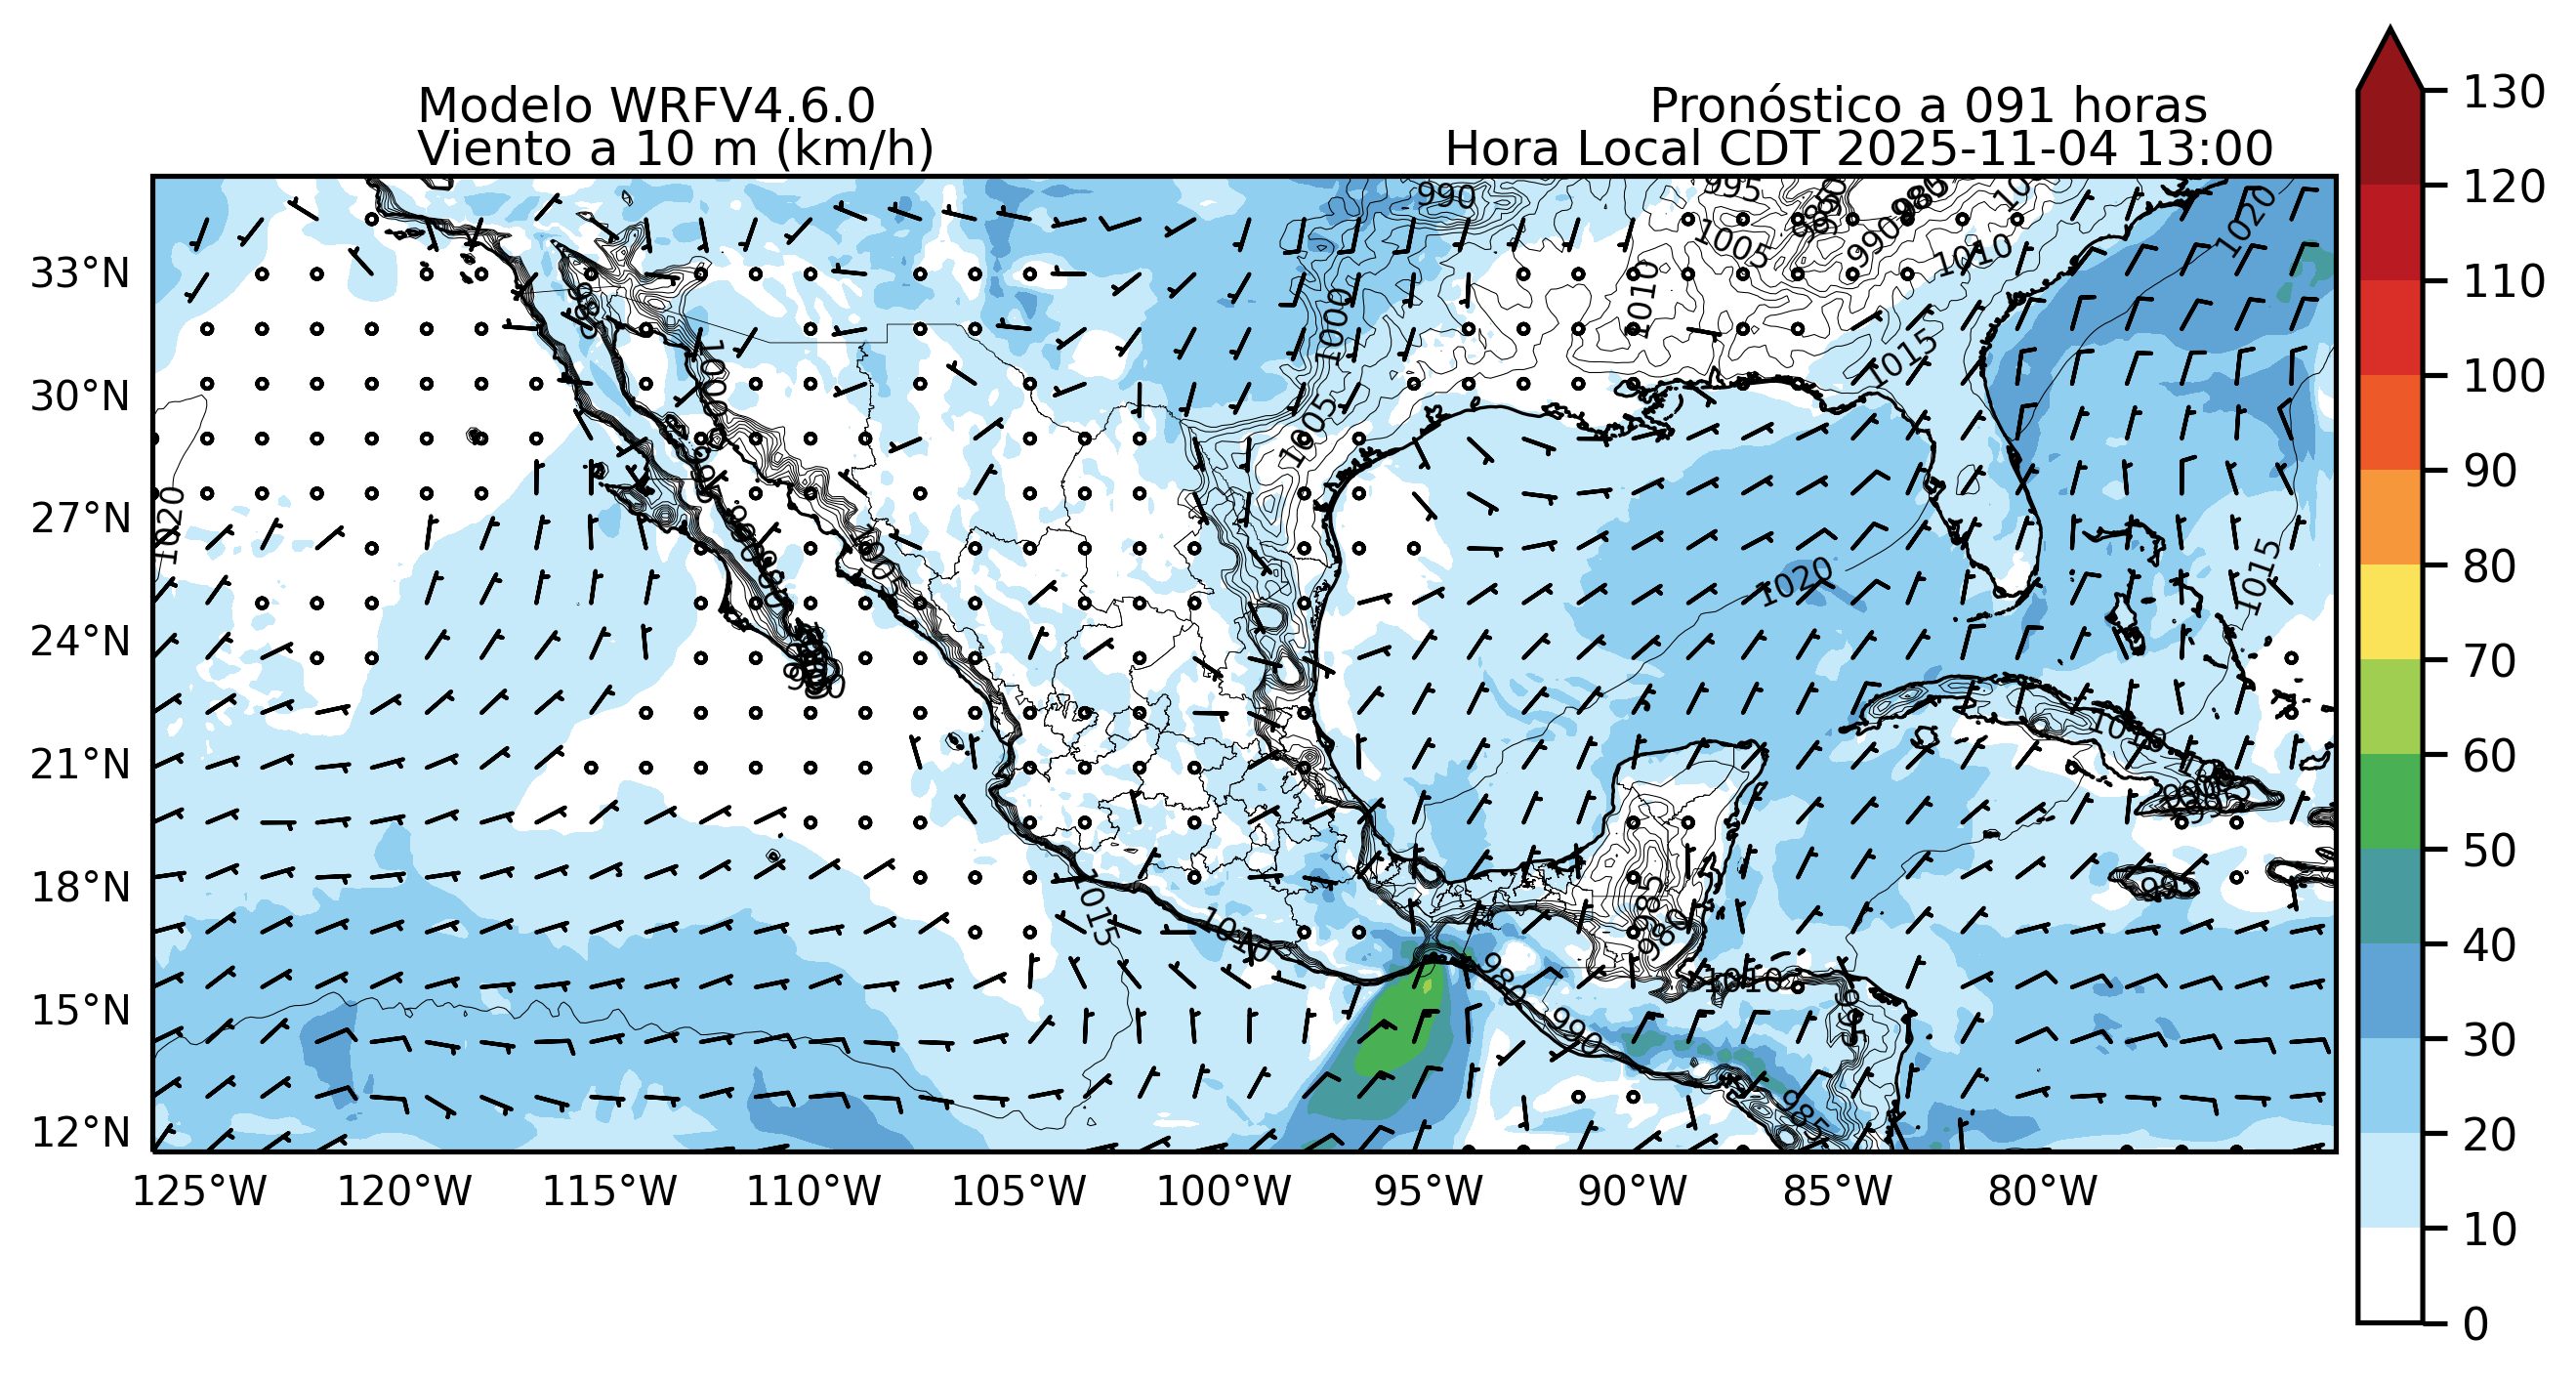 Modelo WRFV4.6.0
Viento a 10 m (km/h)
Pronóstico a 091 horas
Hora Local CDT 2025-11-04 13:00
33°N
30°N
27°N
24°N
21°N
18°N
15°N
12°N
125°W
120°W
115°W
110°W
105°W
100°W
95°W
90°W
85°W
80°W
130
120
110
100
90
80
70
60
50
40
30
20
10
0
990
995
1020
1005
990
1010
1010
1000
1015
1005
1020
1020
1015
1005
1015
1010
985
980
980
990
1010
985